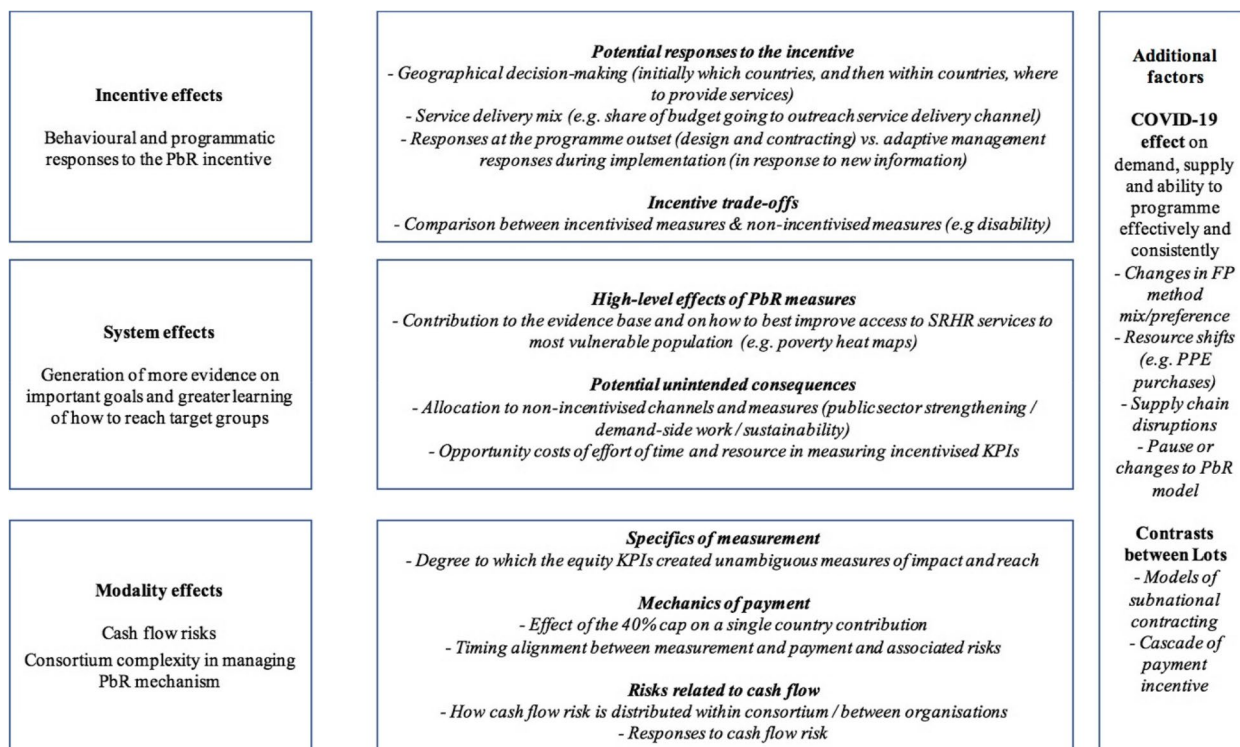 Incentive effects
Behavioural and programmatic
responses to the PbR incentive
Potential responses to the incentive
- Geographical decision-making (initially which countries, and then within countries, where
to provide services)
- Service delivery mix (e.g. share of budget going to outreach service delivery channel)
- Responses at the programme outset (design and contracting) vs. adaptive management
responses during implementation (in response to new information)
Incentive trade-offs
- Comparison between incentivised measures & non-incentivised measures (e.g disability)
System effects
Generation of more evidence on
important goals and greater learning
of how to reach target groups
High-level effects of PbR measures
- Contribution to the evidence base and on how to best improve access to SRHR services to
most vulnerable population (e.g. poverty heat maps)
Potential unintended consequences
- Allocation to non-incentivised channels and measures (public sector strengthening /
demand-side work / sustainability)
- Opportunity costs of effort of time and resource in measuring incentivised KPIs
Modality effects
Cash flow risks
Consortium complexity in managing
PbR mechanism
Specifics of measurement
- Degree to which the equity KPIs created unambiguous measures of impact and reach
Mechanics of payment
- Effect of the 40% cap on a single country contribution
- Timing alignment between measurement and payment and associated risks
Risks related to cash flow
- How cash flow risk is distributed within consortium / between organisations
- Responses to cash flow risk
Additional
factors
COVID-19
effect on
demand, supply
and ability to
programme
effectively and
consistently
- Changes in FP
method
mix/preference
- Resource shifts
(e.g. PPE
purchases)
- Supply chain
disruptions
- Pause or
changes to PbR
model
Contrasts
between Lots
- Models of
subnational
contracting
- Cascade of
payment
incentive